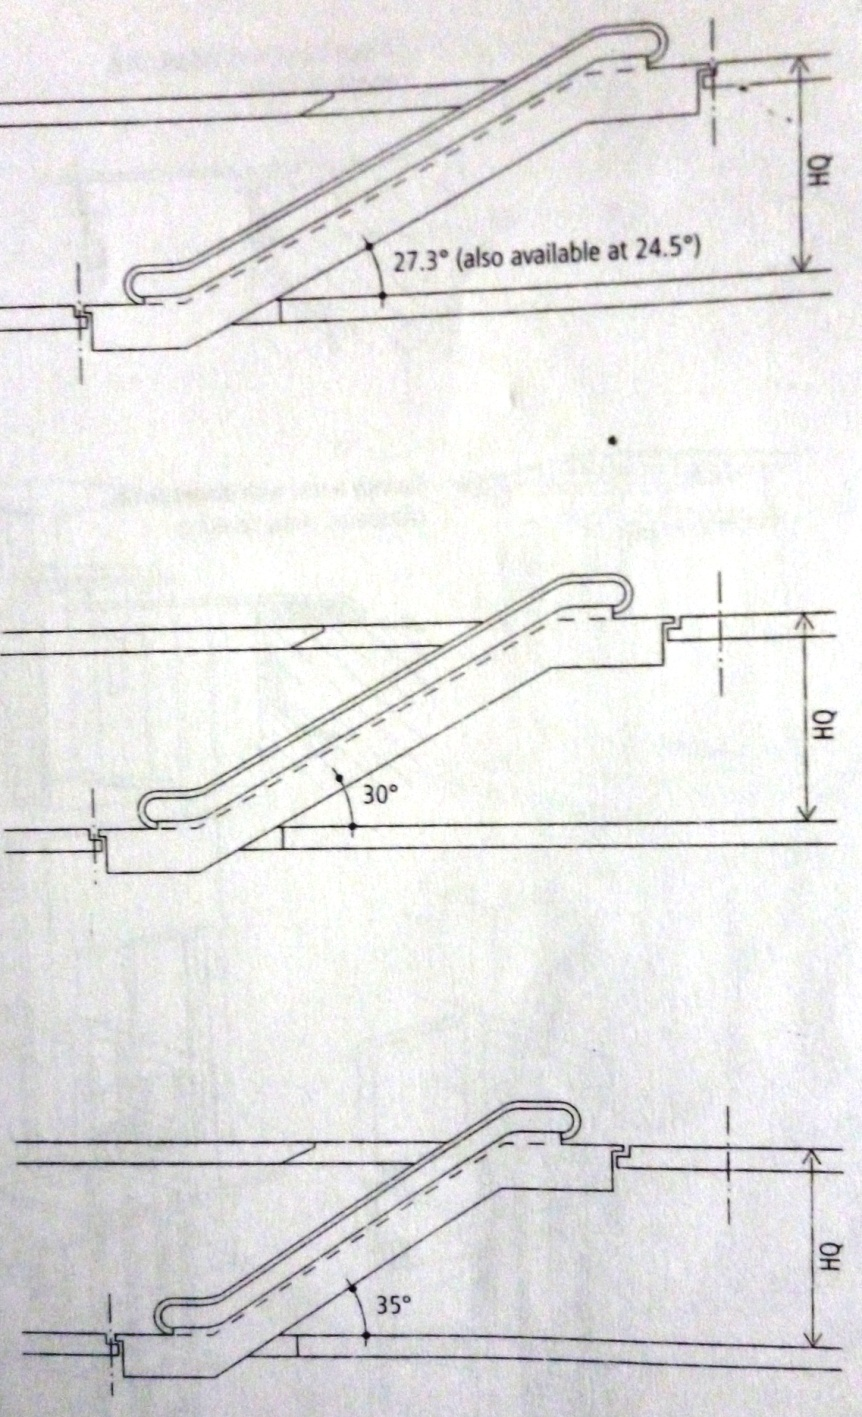 HQ
27.3° (also available at 24.5°)
HQ
30°
HQ
35°